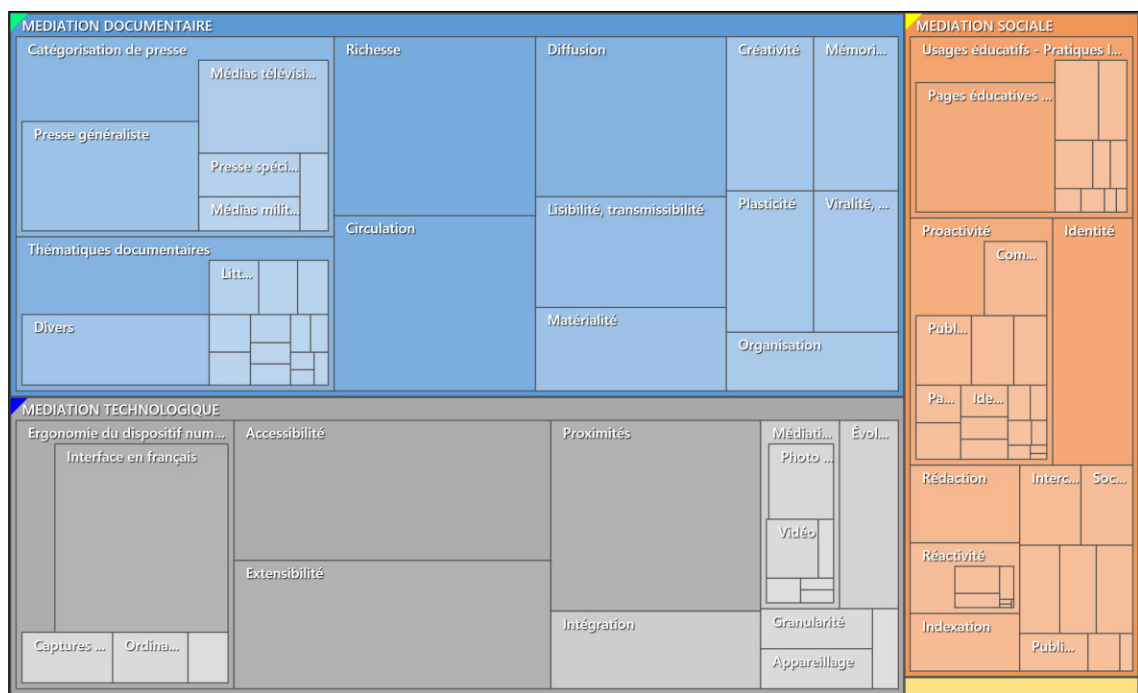 MEDIATION DOCUMENTAIRE
Catégorisation de presse
Médias télévisi...
Presse généraliste
Presse spéci...
Médias milit...
Thématiques documentaires
Litt...
Divers
Richesse
Circulation
Diffusion
Lisibilité, transmissibilité
Matérialité
Créativité
Mémori...
Plasticité
Viralité, ...
Organisation
MEDIATION TECHNOLOGIQUE
Ergonomie du dispositif num...
Interface en français
Captures ...
Ordina...
Accessibilité
Extensibilité
Proximités
Intégration
Médiati...
Photo ...
Vidéo
Évol...
Granularité
Appareillage
MEDIATION SOCIALE
Usages éducatifs - Pratiques l...
Pages éducatives ...
Proactivité
Com...
Publ...
Pa...
Ide...
Identité
Rédaction
Interc...
Soc...
Réactivité
Indexation
Publi...